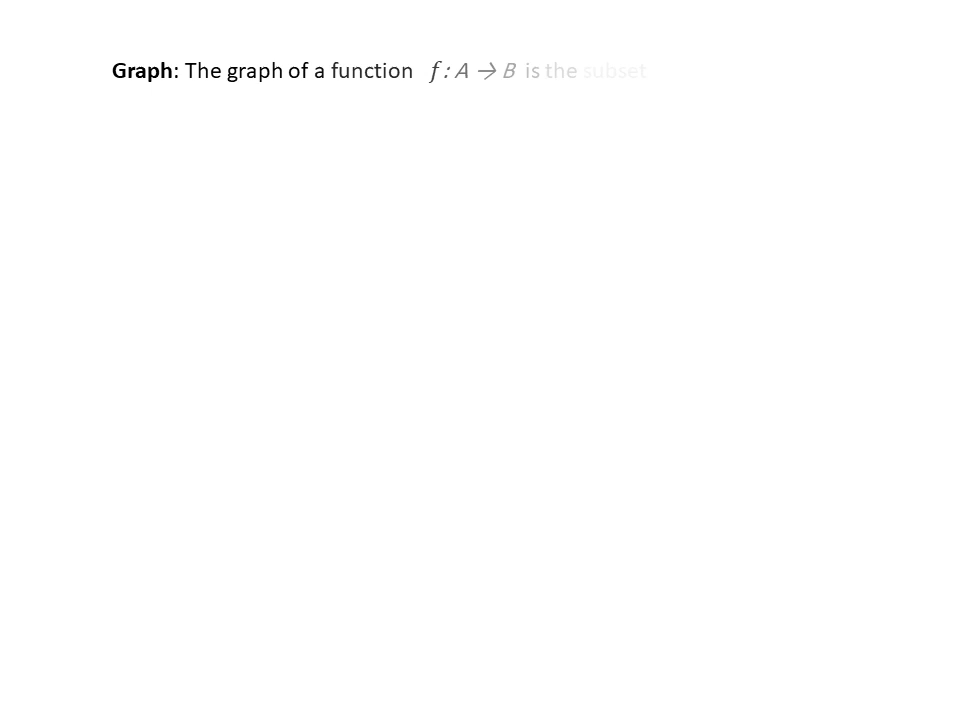 Graph: The graph of a function f : A → B is the subset